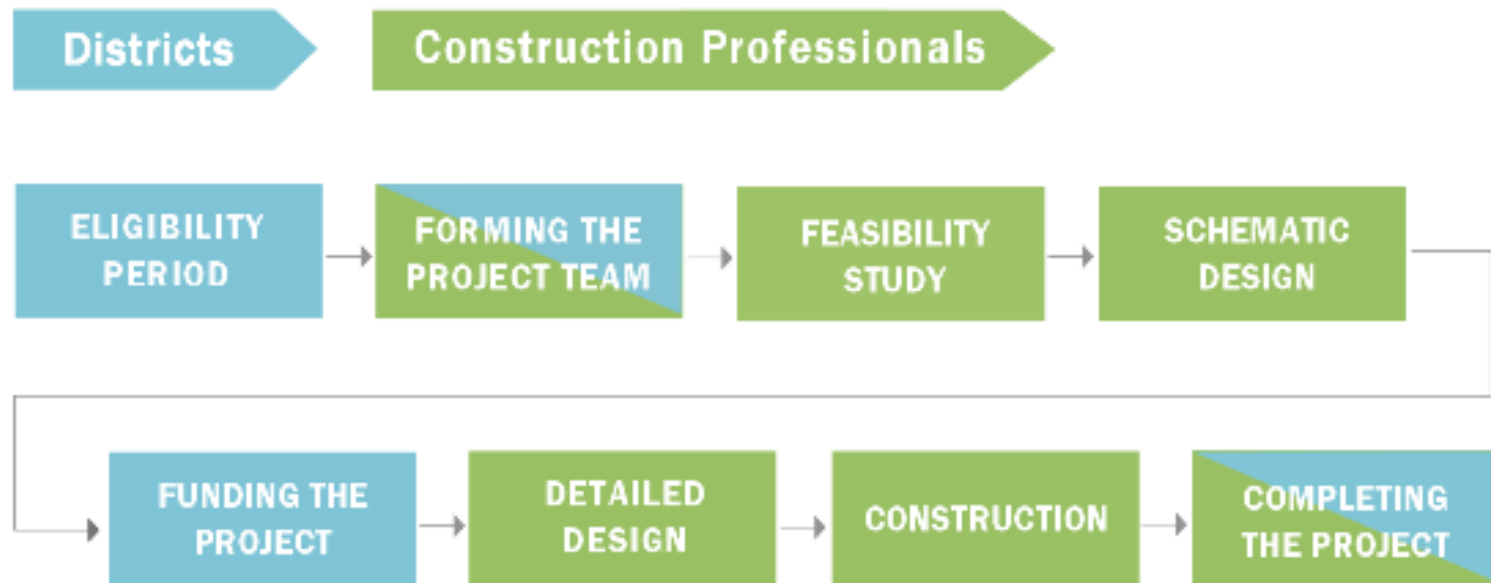 Districts
Construction Professionals
ELIGIBILITY
PERIOD
FORMING THE
PROJECT TEAM
FEASIBILITY
STUDY
SCHEMATIC
DESIGN
FUNDING THE
PROJECT
DETAILED
DESIGN
CONSTRUCTION
COMPLETING
THE PROJECT